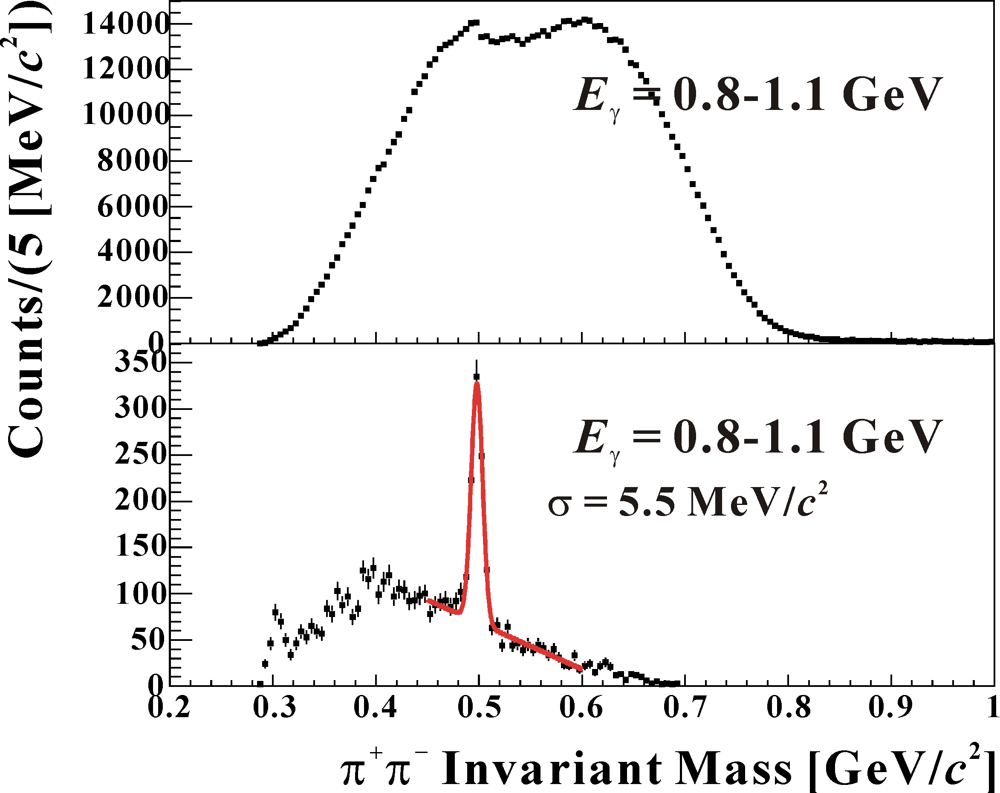 Counts/(5 [MeV/c²])
14000
12000
10000
8000
6000
4000
2000
0
Eγ = 0.8-1.1 GeV
350
300
250
200
150
100
50
0
Eγ = 0.8-1.1 GeV
σ = 5.5 MeV/c²
0.2 0.3 0.4 0.5 0.6 0.7 0.8 0.9 1
π⁺π⁻ Invariant Mass [GeV/c²]